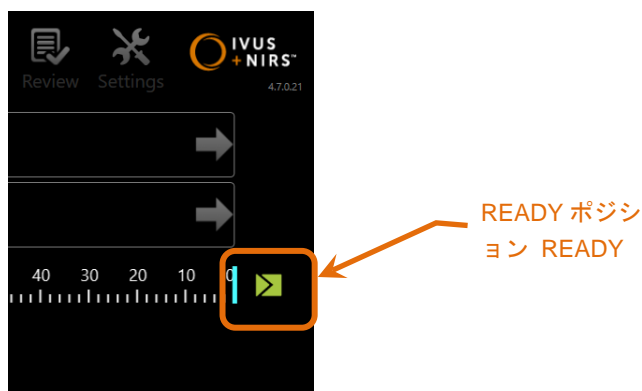 IVUS
+NIRS™
Review Settings
4.7.0.21
READY ポジシ
ョン READY
40 30 20 10 0